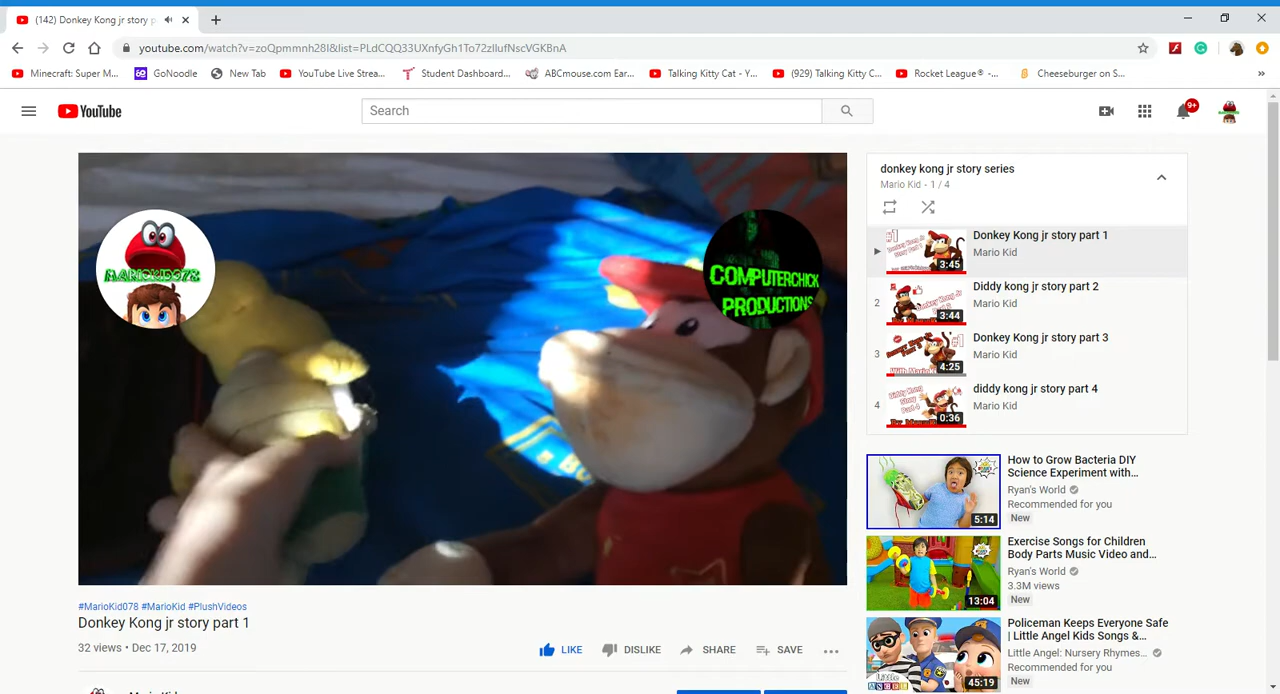 (142) Donkey Kong jr story p
youtube.com/watch?v=zoQpmmnh28I&list=PLdCQQ33UXnfyGh1To72zIlufNscVGKBnA
Minecraft: Super M...
GoNoodle
New Tab
YouTube Live Strea...
Student Dashboard...
ABCmouse.com Ear...
Talking Kitty Cat - Y...
(929) Talking Kitty C...
Rocket League® -...
Cheeseburger on S...
»
YouTube
Search
9+
MARIOKID078
COMPUTERCHICK
PRODUCTIONS
#MarioKid078 #MarioKid #PlushVideos
Donkey Kong jr story part 1
32 views • Dec 17, 2019
LIKE
DISLIKE
SHARE
SAVE
donkey kong jr story series
Mario Kid - 1 / 4
#1
3:45
Donkey Kong jr story part 1
Mario Kid
2
3:44
Diddy kong jr story part 2
Mario Kid
3
#1
4:25
Donkey Kong jr story part 3
Mario Kid
4
0:36
diddy kong jr story part 4
Mario Kid
5:14
How to Grow Bacteria DIY
Science Experiment with...
Ryan's World
Recommended for you
New
13:04
Exercise Songs for Children
Body Parts Music Video and...
Ryan's World
3.3M views
New
Little
ANGEL
45:19
Policeman Keeps Everyone Safe
| Little Angel Kids Songs &...
Little Angel: Nursery Rhymes...
Recommended for you
New